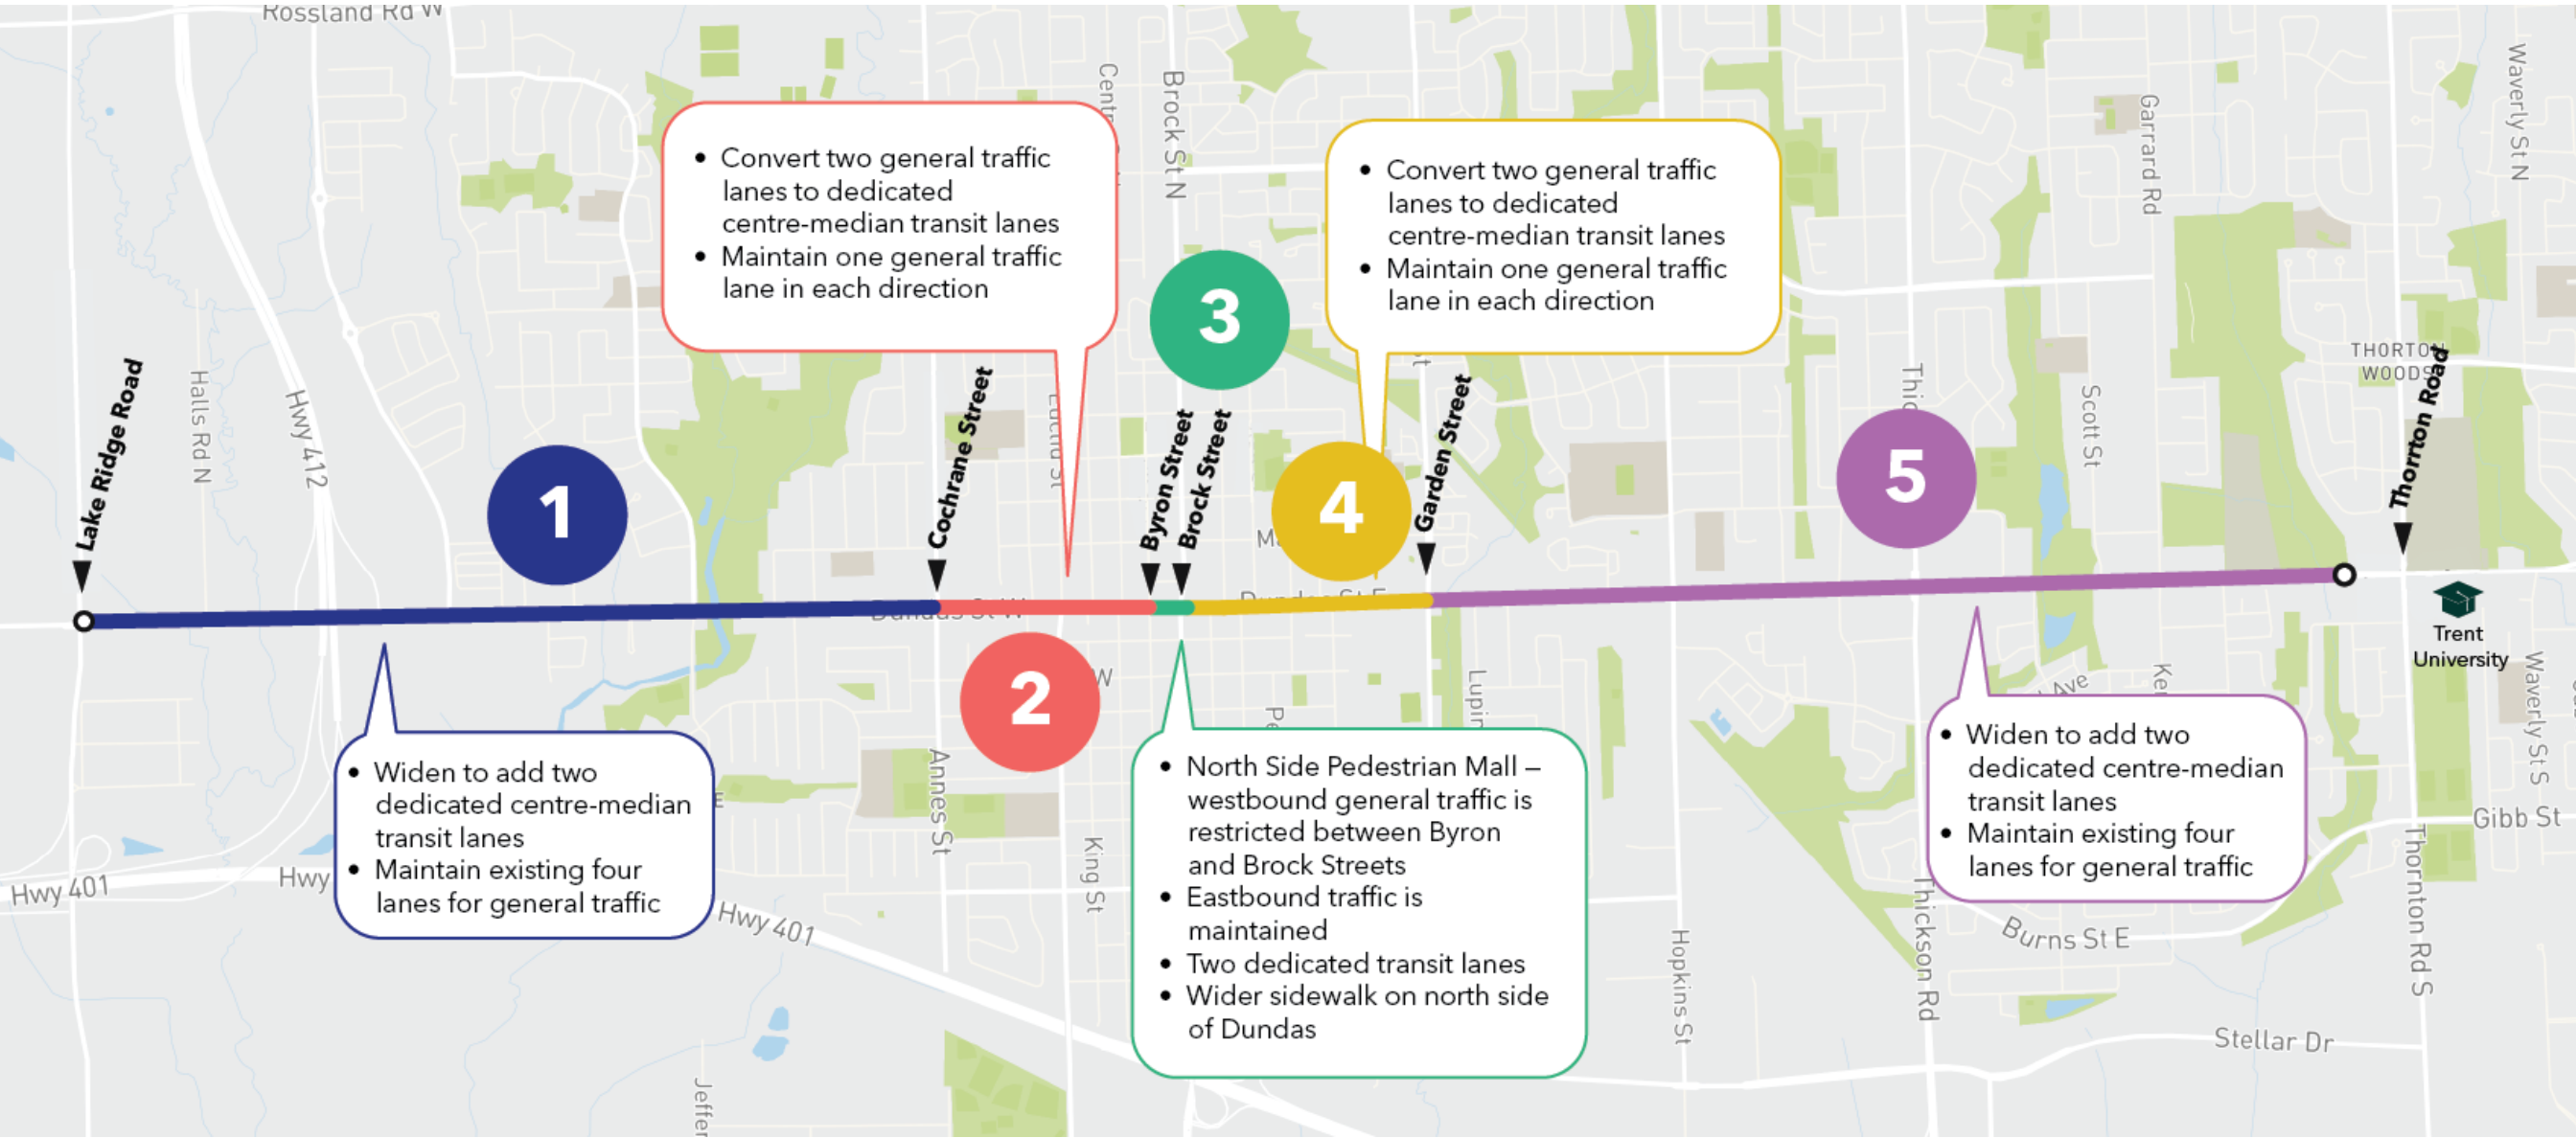 Rossland Rd W
Brock St N
Waverly St N
Garrard Rd
• Convert two general traffic
lanes to dedicated
centre-median transit lanes
• Maintain one general traffic
lane in each direction
• Convert two general traffic
lanes to dedicated
centre-median transit lanes
• Maintain one general traffic
lane in each direction
3
THORTON
WOODS
Lake Ridge Road
Halls Rd N
Hwy 412
Cochrane Street
Euclid St
Byron Street
Brock Street
Garden Street
Scott St
Thornton Road
1
4
5
Dundas St W
Dundas St E
Trent
University
2
W
Ave
Annes St
King St
Waverly St S
• Widen to add two
dedicated centre-median
transit lanes
• Maintain existing four
lanes for general traffic
• North Side Pedestrian Mall –
westbound general traffic is
restricted between Byron
and Brock Streets
• Eastbound traffic is
maintained
• Two dedicated transit lanes
• Wider sidewalk on north side
of Dundas
• Widen to add two
dedicated centre-median
transit lanes
• Maintain existing four
lanes for general traffic
Gibb St
Hwy 401
Hwy
Hwy 401
Hopkins St
Thickson Rd
Burns St E
Thornton Rd S
Stellar Dr